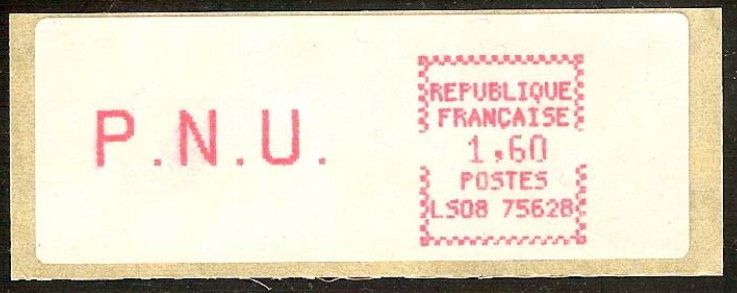 P.N.U.
REPUBLIQUE
FRANÇAISE
1,60
POSTES
LS08 75628